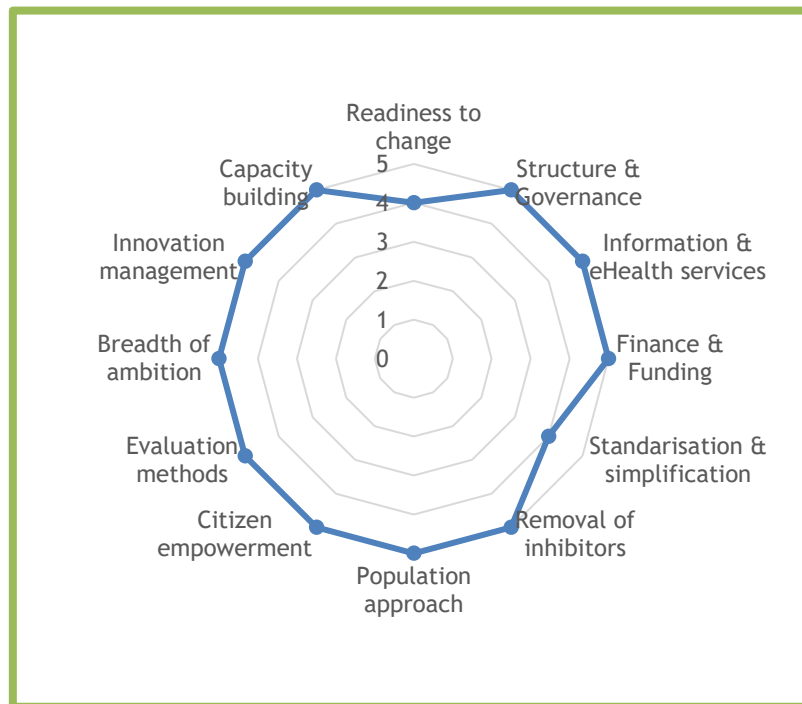 Readiness to
change
Structure &
Governance
Information &
eHealth services
Finance &
Funding
Standarisation &
simplification
Removal of
inhibitors
Population
approach
Citizen
empowerment
Evaluation
methods
Breadth of
ambition
Innovation
management
Capacity
building
5
4
3
2
1
0